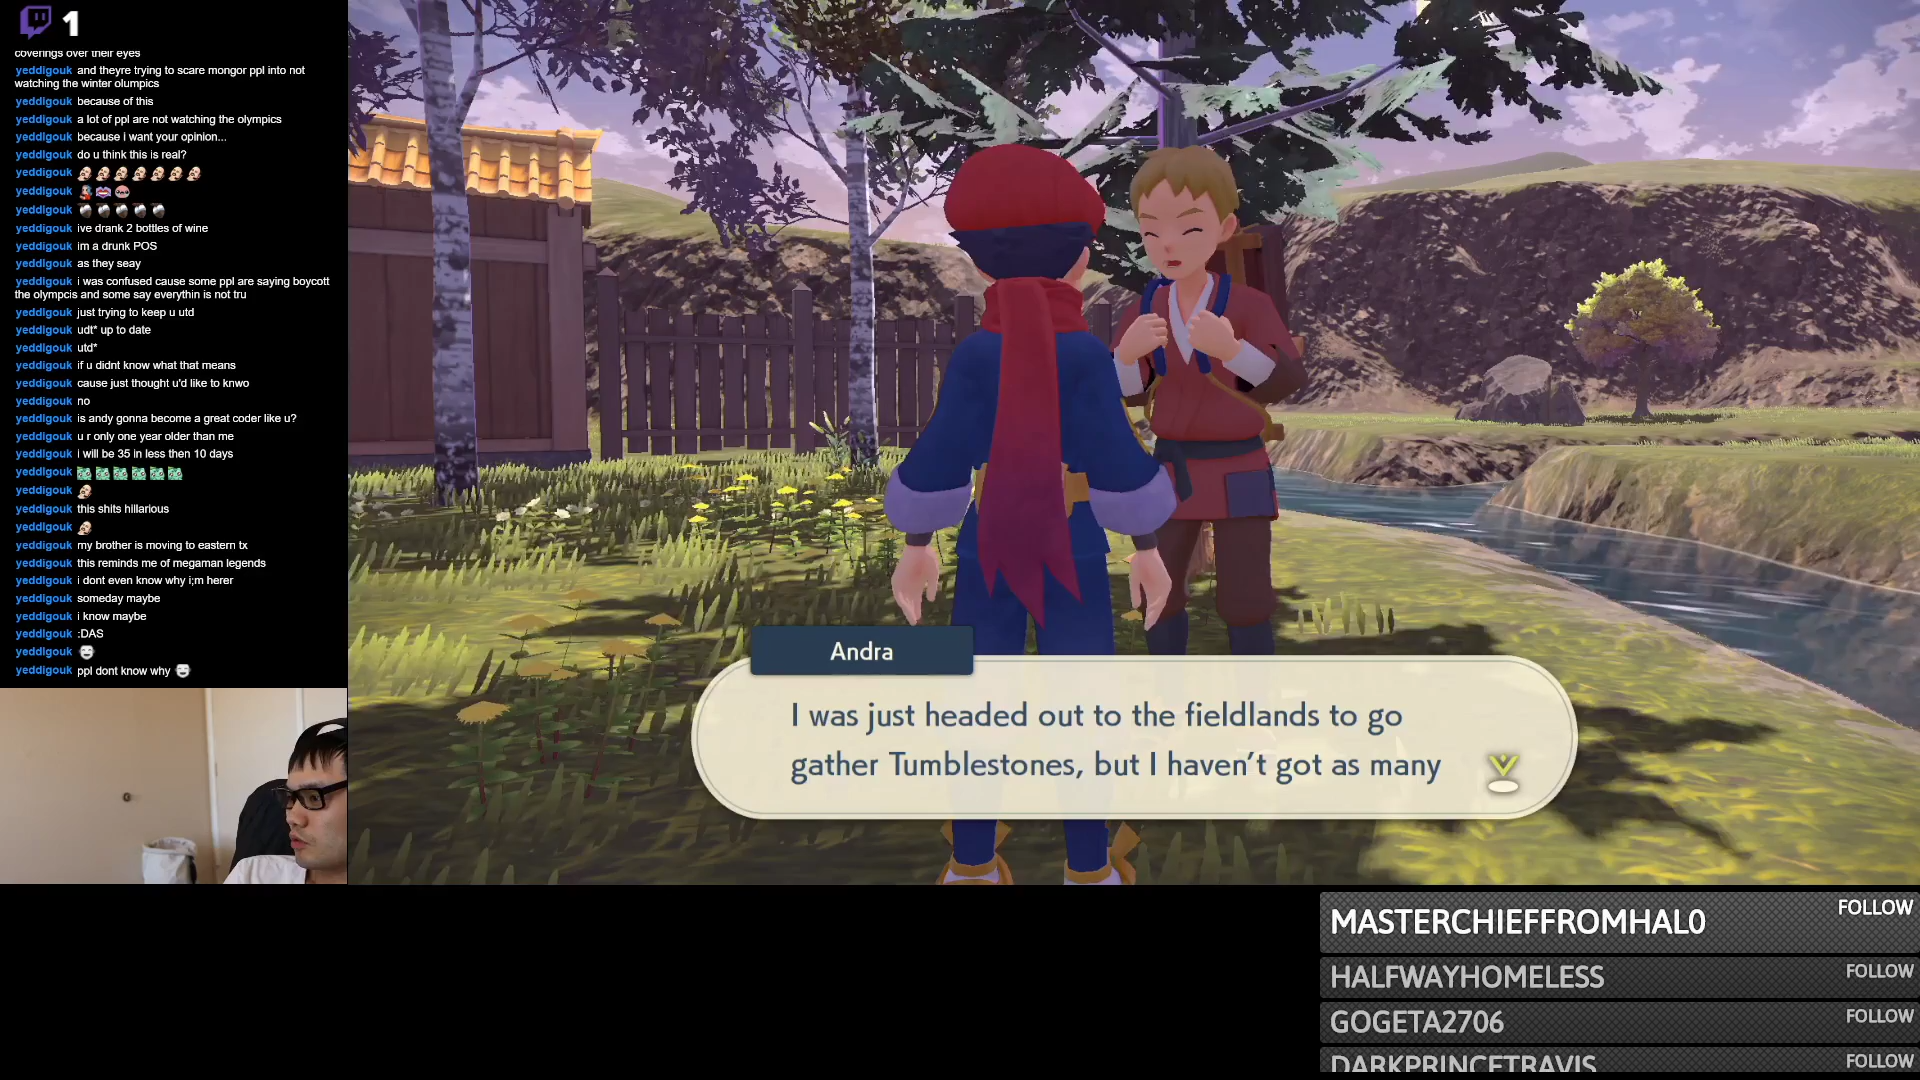 1
coverings over their eyes
yeddigouk and theyre trying to scare mongor ppl into not
watching the winter olumpics
yeddigouk because of this
yeddigouk a lot of ppl are not watching the olympics
yeddigouk because i want your opinion...
yeddigouk do u think this is real?
yeddigouk
yeddigouk
yeddigouk
yeddigouk ive drank 2 bottles of wine
yeddigouk im a drunk POS
yeddigouk as they seay
yeddigouk i was confused cause some ppl are saying boycott
the olympcis and some say everythin is not tru
yeddigouk just trying to keep u utd
yeddigouk udt* up to date
yeddigouk utd*
yeddigouk if u didnt know what that means
yeddigouk cause just thought u'd like to knwo
yeddigouk no
yeddigouk is andy gonna become a great coder like u?
yeddigouk u r only one year older than me
yeddigouk i will be 35 in less then 10 days
yeddigouk
yeddigouk
yeddigouk this shits hillarious
yeddigouk
yeddigouk my brother is moving to eastern tx
yeddigouk this reminds me of megaman legends
yeddigouk i dont even know why i;m herer
yeddigouk someday maybe
yeddigouk i know maybe
yeddigouk :DAS
yeddigouk
yeddigouk ppl dont know why
Andra
I was just headed out to the fieldlands to go
gather Tumblestones, but I haven't got as many
MASTERCHIEFFROMHAL0 FOLLOW
HALFWAYHOMELESS FOLLOW
GOGETA2706 FOLLOW
DARKPRINCETRAVIS FOLLOW